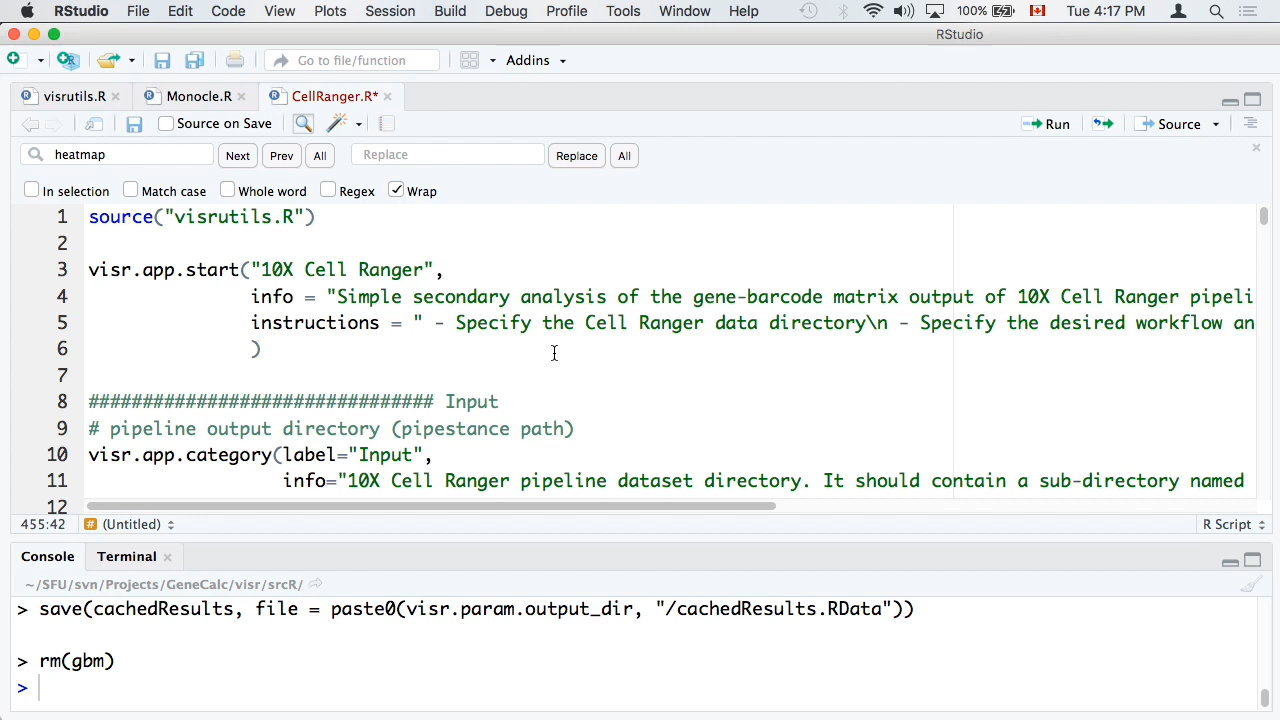 RStudio File Edit Code View Plots Session Build Debug Profile Tools Window Help 100% Tue 4:17 PM
RStudio
Go to file/function Addins
visrutils.R Monocle.R CellRanger.R*
Source on Save Run Source
heatmap Next Prev All Replace Replace All
In selection Match case Whole word Regex Wrap
1 source("visrutils.R")
2
3 visr.app.start("10X Cell Ranger",
4 info = "Simple secondary analysis of the gene-barcode matrix output of 10X Cell Ranger pipeli
5 instructions = " - Specify the Cell Ranger data directory\n - Specify the desired workflow an
6 )
7
8 ################################ Input
9 # pipeline output directory (pipestance path)
10 visr.app.category(label="Input",
11 info="10X Cell Ranger pipeline dataset directory. It should contain a sub-directory named
12
455:42 # (Untitled) R Script
Console Terminal
~/SFU/svn/Projects/GeneCalc/visr/srcR/
> save(cachedResults, file = paste0(visr.param.output_dir, "/cachedResults.RData"))
> rm(gbm)
>